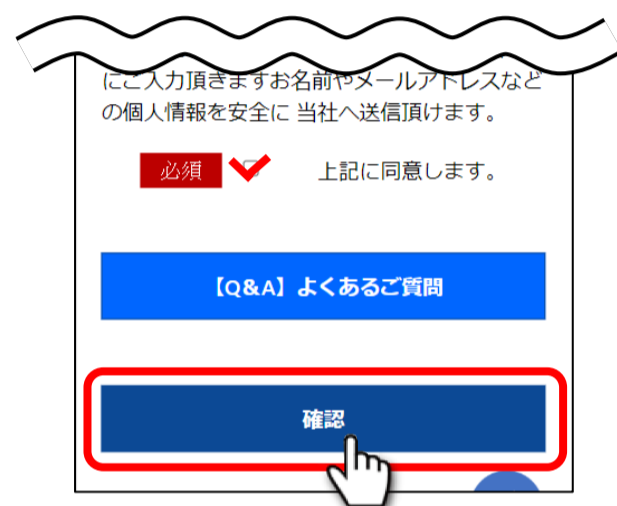 にご入力頂きますお名前やメールアドレスなど
の個人情報を安全に 当社へ送信頂けます。
必須 上記に同意します。
【Q&A】よくあるご質問
確認